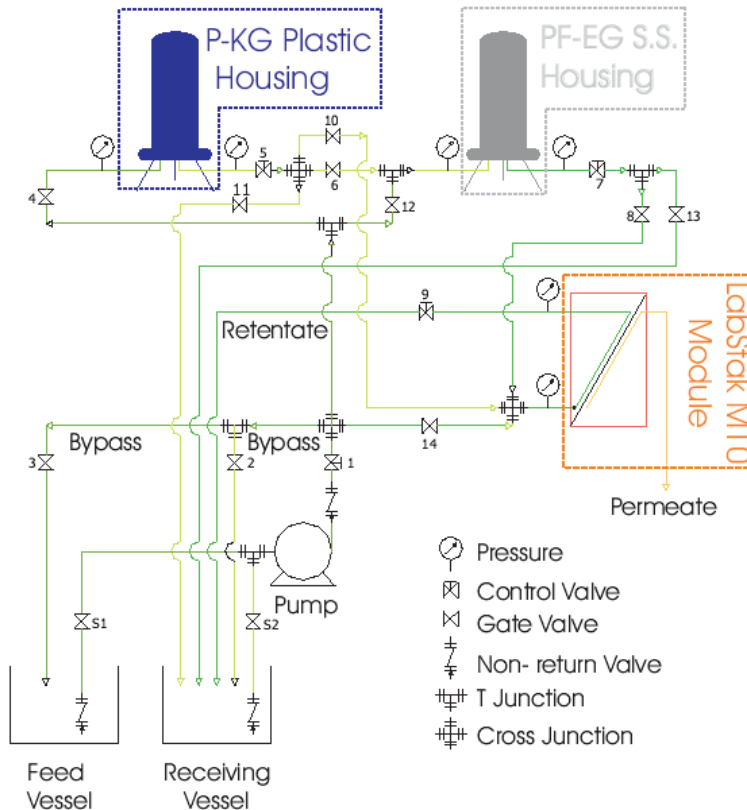 P-KG Plastic
Housing
PF-EG S.S.
Housing
10
5
6
7
4
11
12
8
13
9
Retentate
LabStak M10
Module
Bypass
Bypass
3
2
1
14
Permeate
Pump
S1
S2
Pressure
Control Valve
Gate Valve
Non- return Valve
T Junction
Cross Junction
Feed
Vessel
Receiving
Vessel